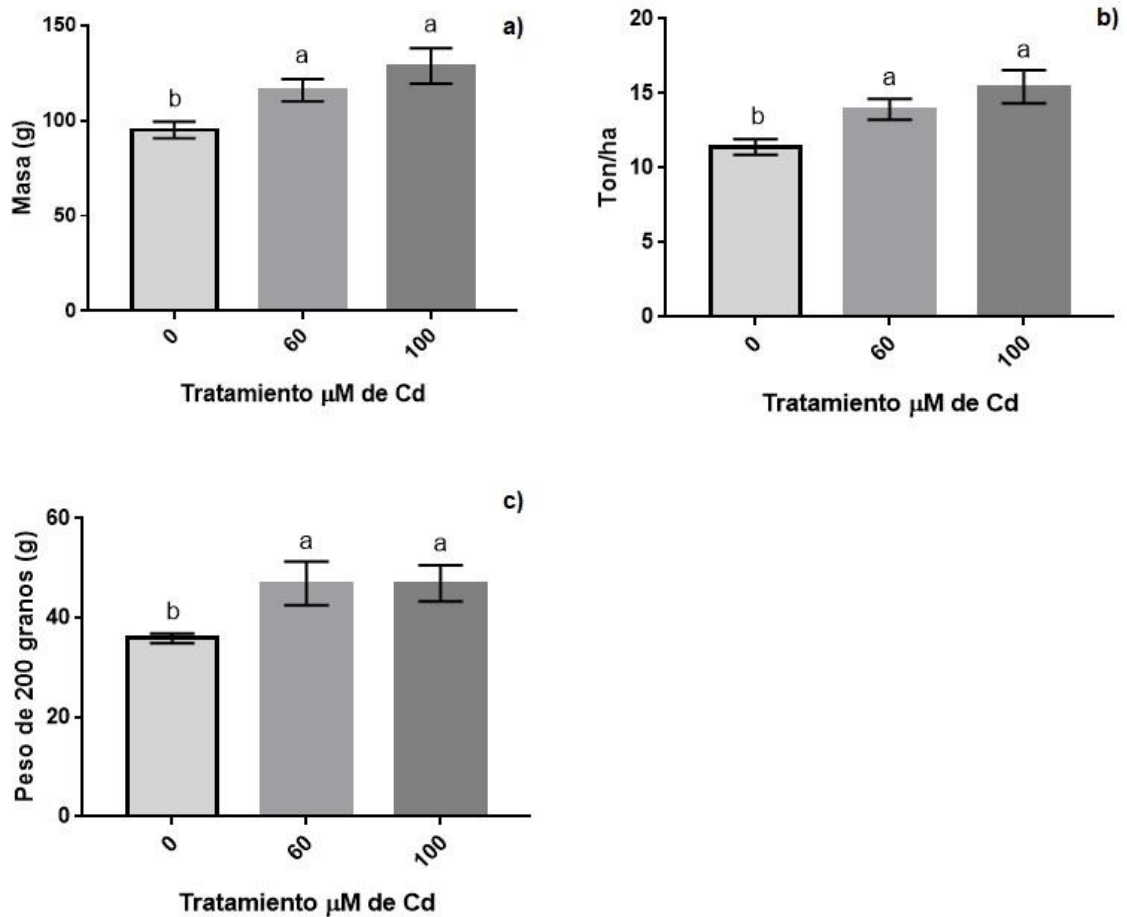 a)
Masa (g)
150
100
50
0
b
a
a
0
60
100
Tratamiento μM de Cd
b)
Ton/ha
20
15
10
5
0
b
a
a
0
60
100
Tratamiento μM de Cd
c)
Peso de 200 granos (g)
60
40
20
0
b
a
a
0
60
100
Tratamiento μM de Cd